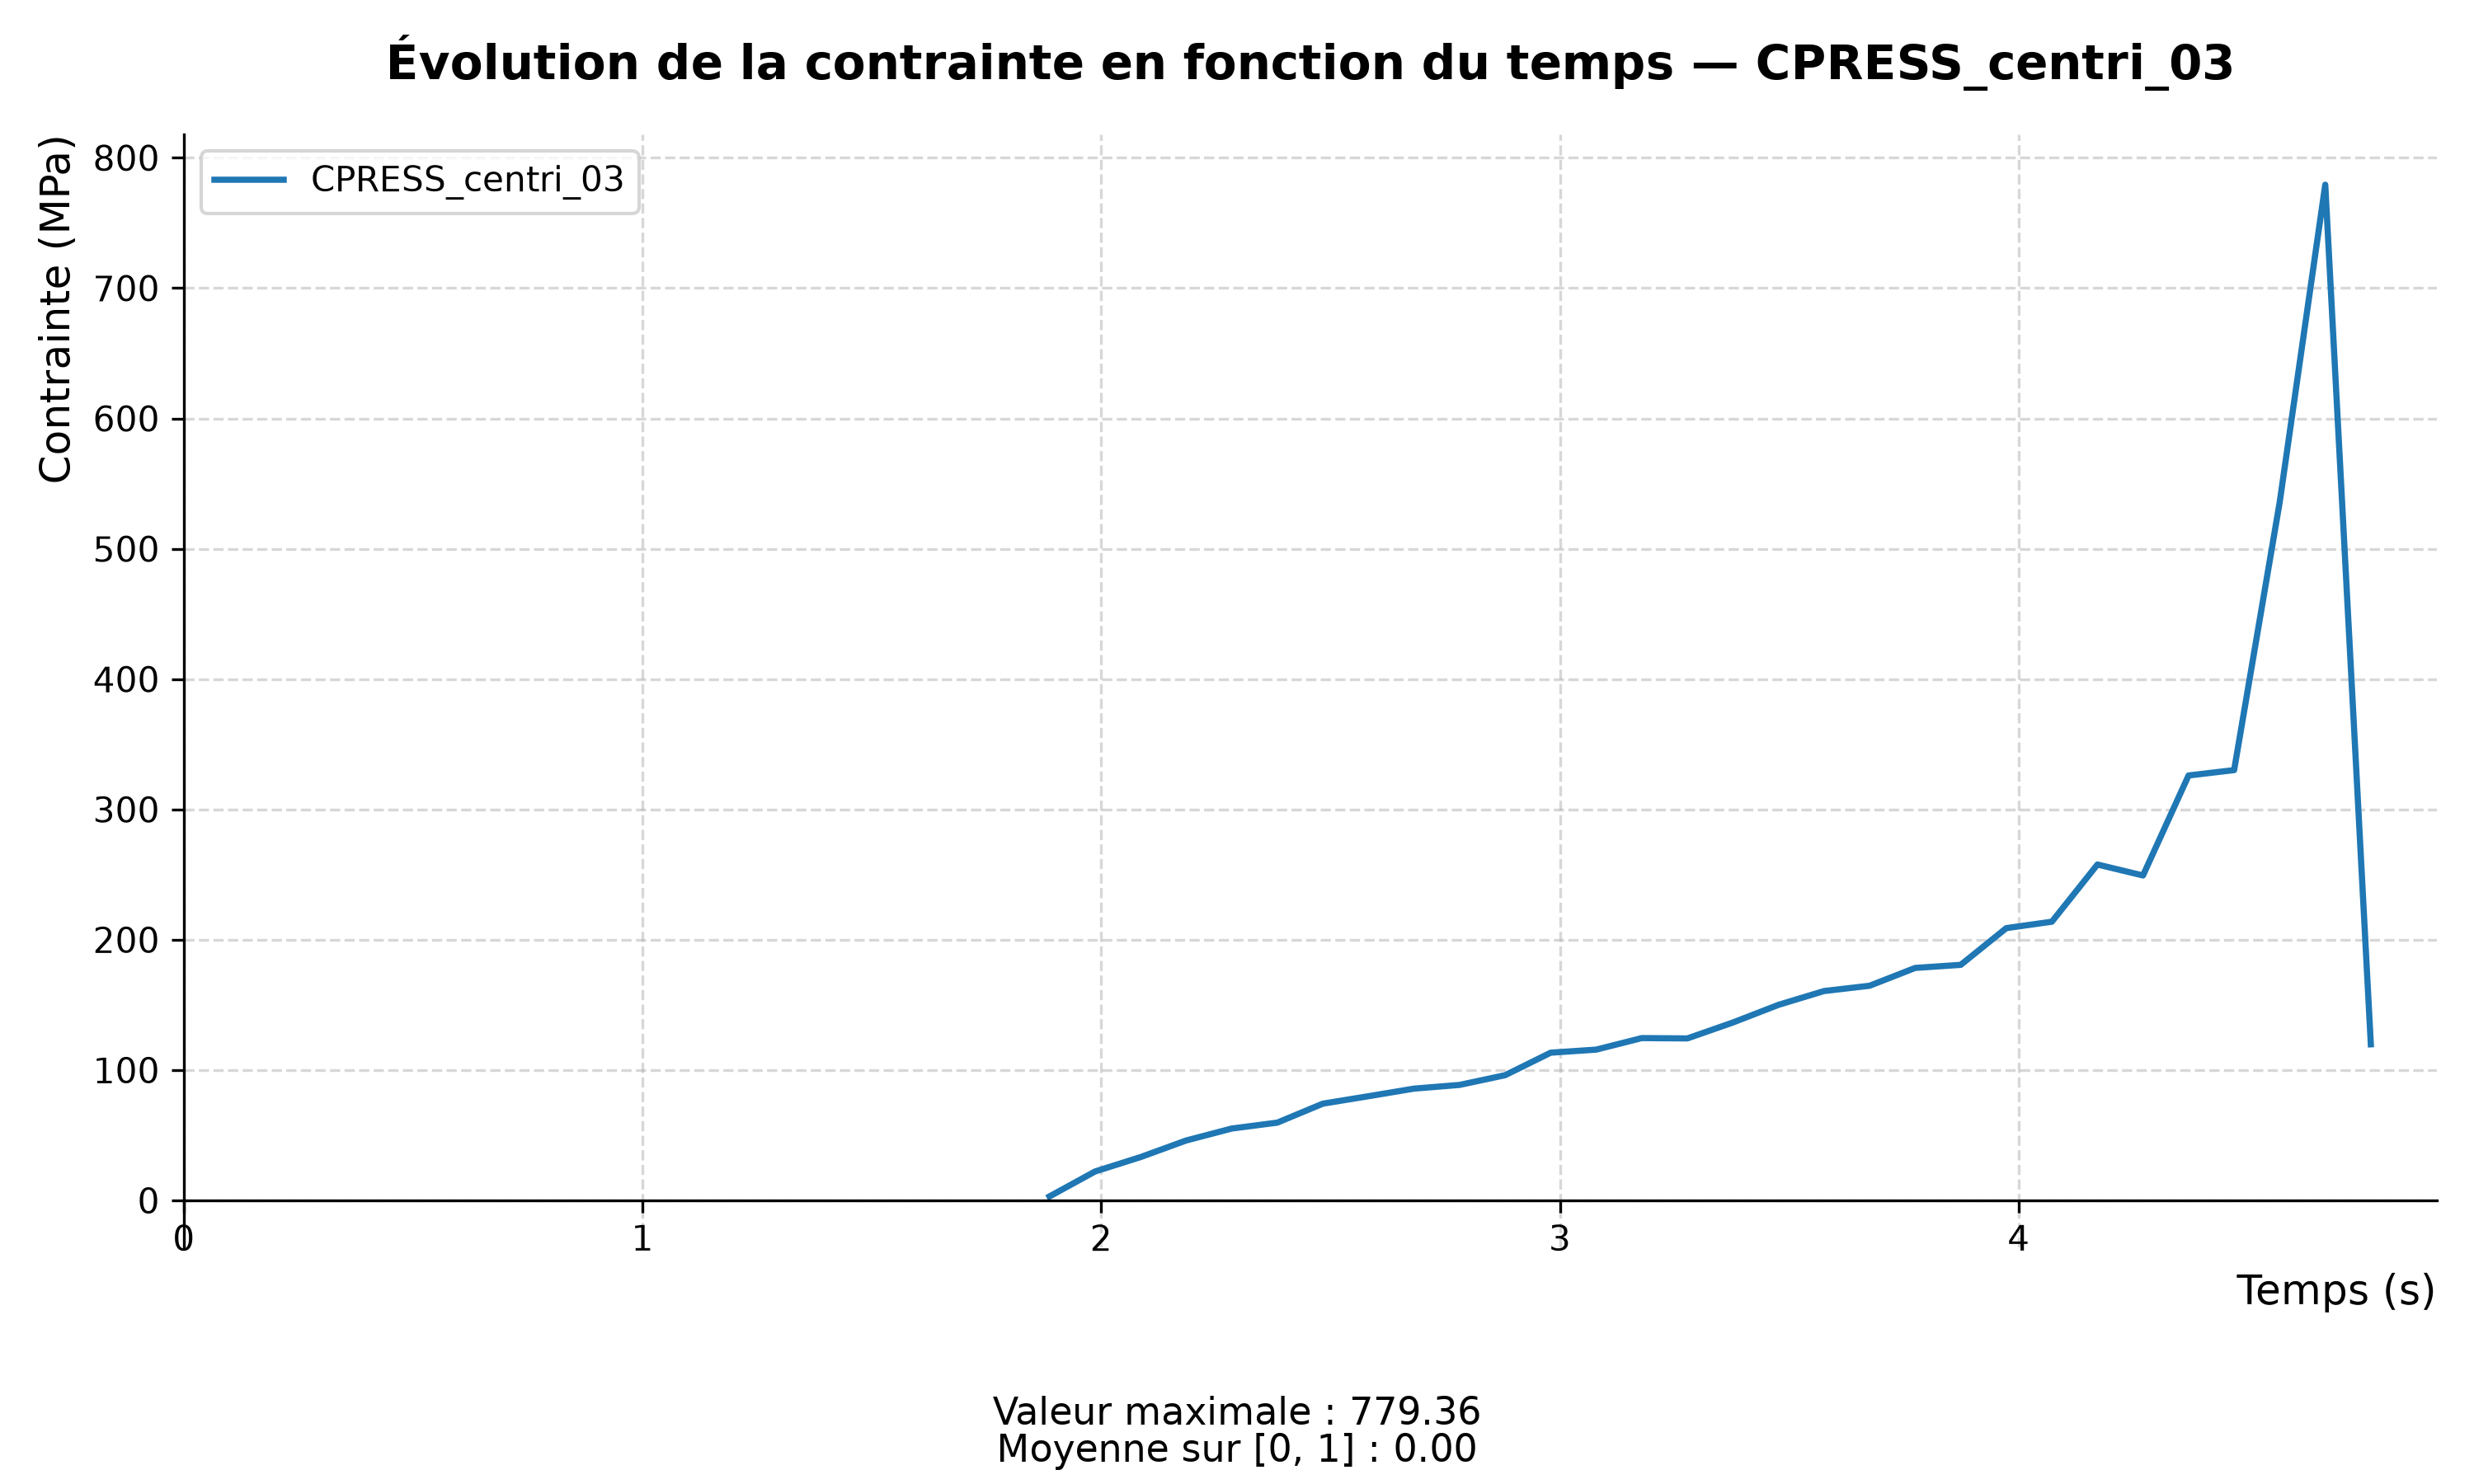 Évolution de la contrainte en fonction du temps — CPRESS_centri_03
Contrainte (MPa)
CPRESS_centri_03
800
700
600
500
400
300
200
100
0
0 1 2 3 4
Temps (s)
Valeur maximale : 779.36
Moyenne sur [0, 1] : 0.00